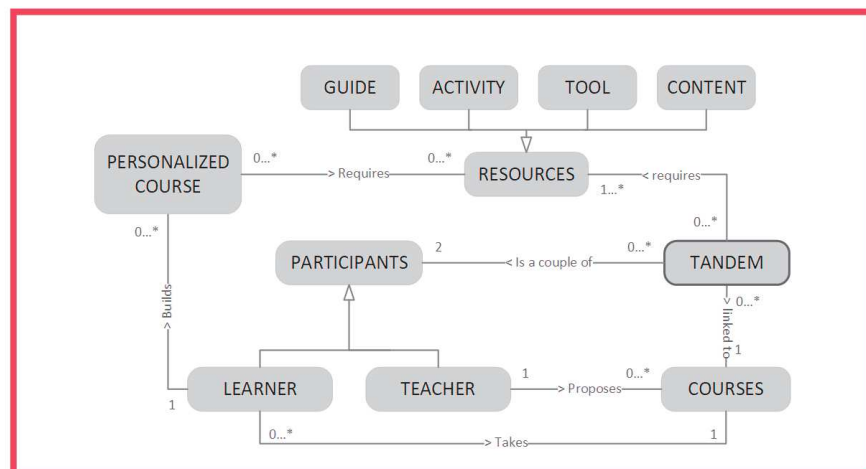 GUIDE
ACTIVITY
TOOL
CONTENT
PERSONALIZED
COURSE
0...*
> Requires
0...*
RESOURCES
1...*
< requires
0...*
0...*
PARTICIPANTS
2
< Is a couple of
0...*
TANDEM
> Builds
0...*
> linked to
1
1
LEARNER
TEACHER
1
> Proposes
0...*
COURSES
0...*
> Takes
1